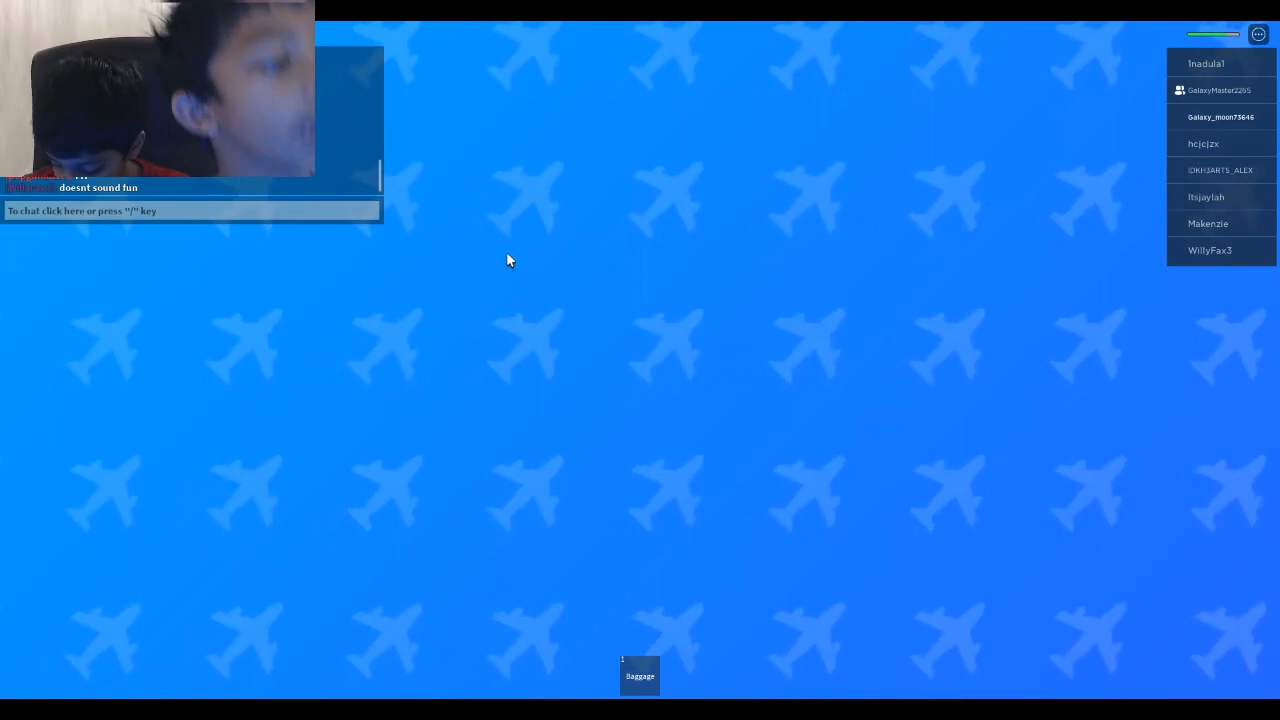 doesnt sound fun
To chat click here or press "/" key
1nadula1
GalaxyMaster2265
Galaxy_moon73646
hcjcjzx
IDKH3ARTS_ALEX
Itsjaylah
Makenzie
WillyFax3
1
Baggage